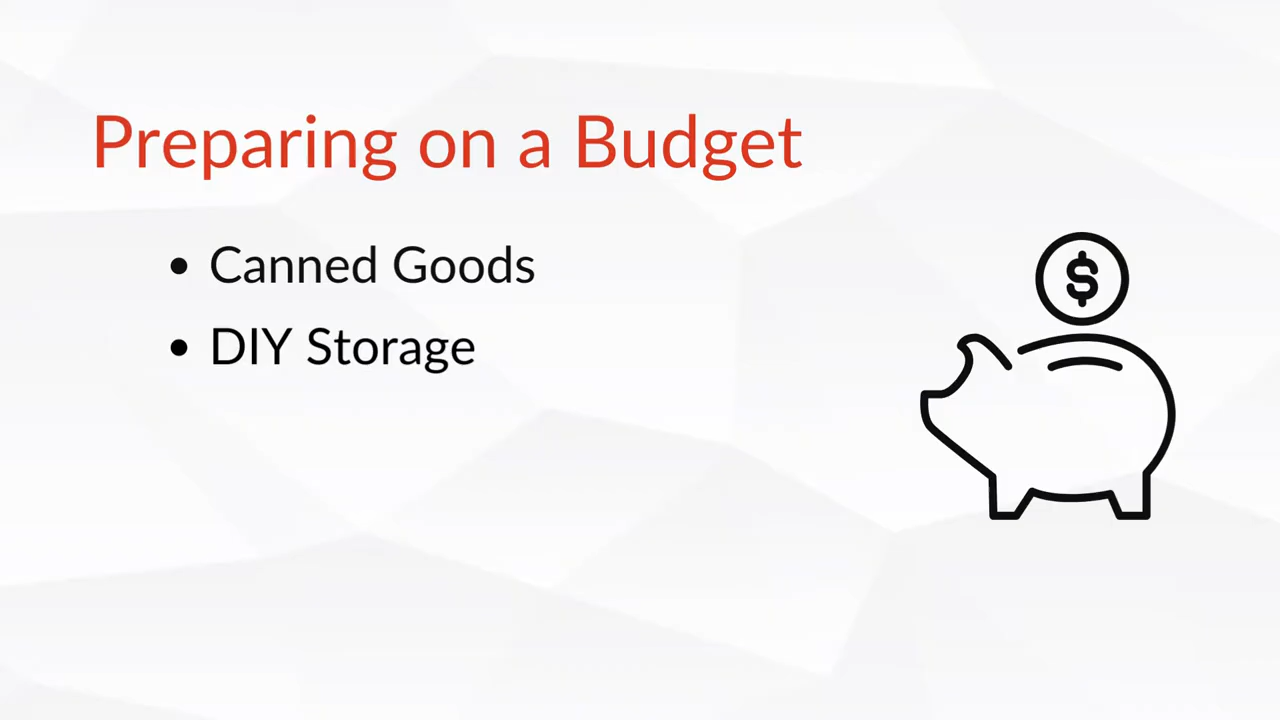 Preparing on a Budget
• Canned Goods
• DIY Storage
$